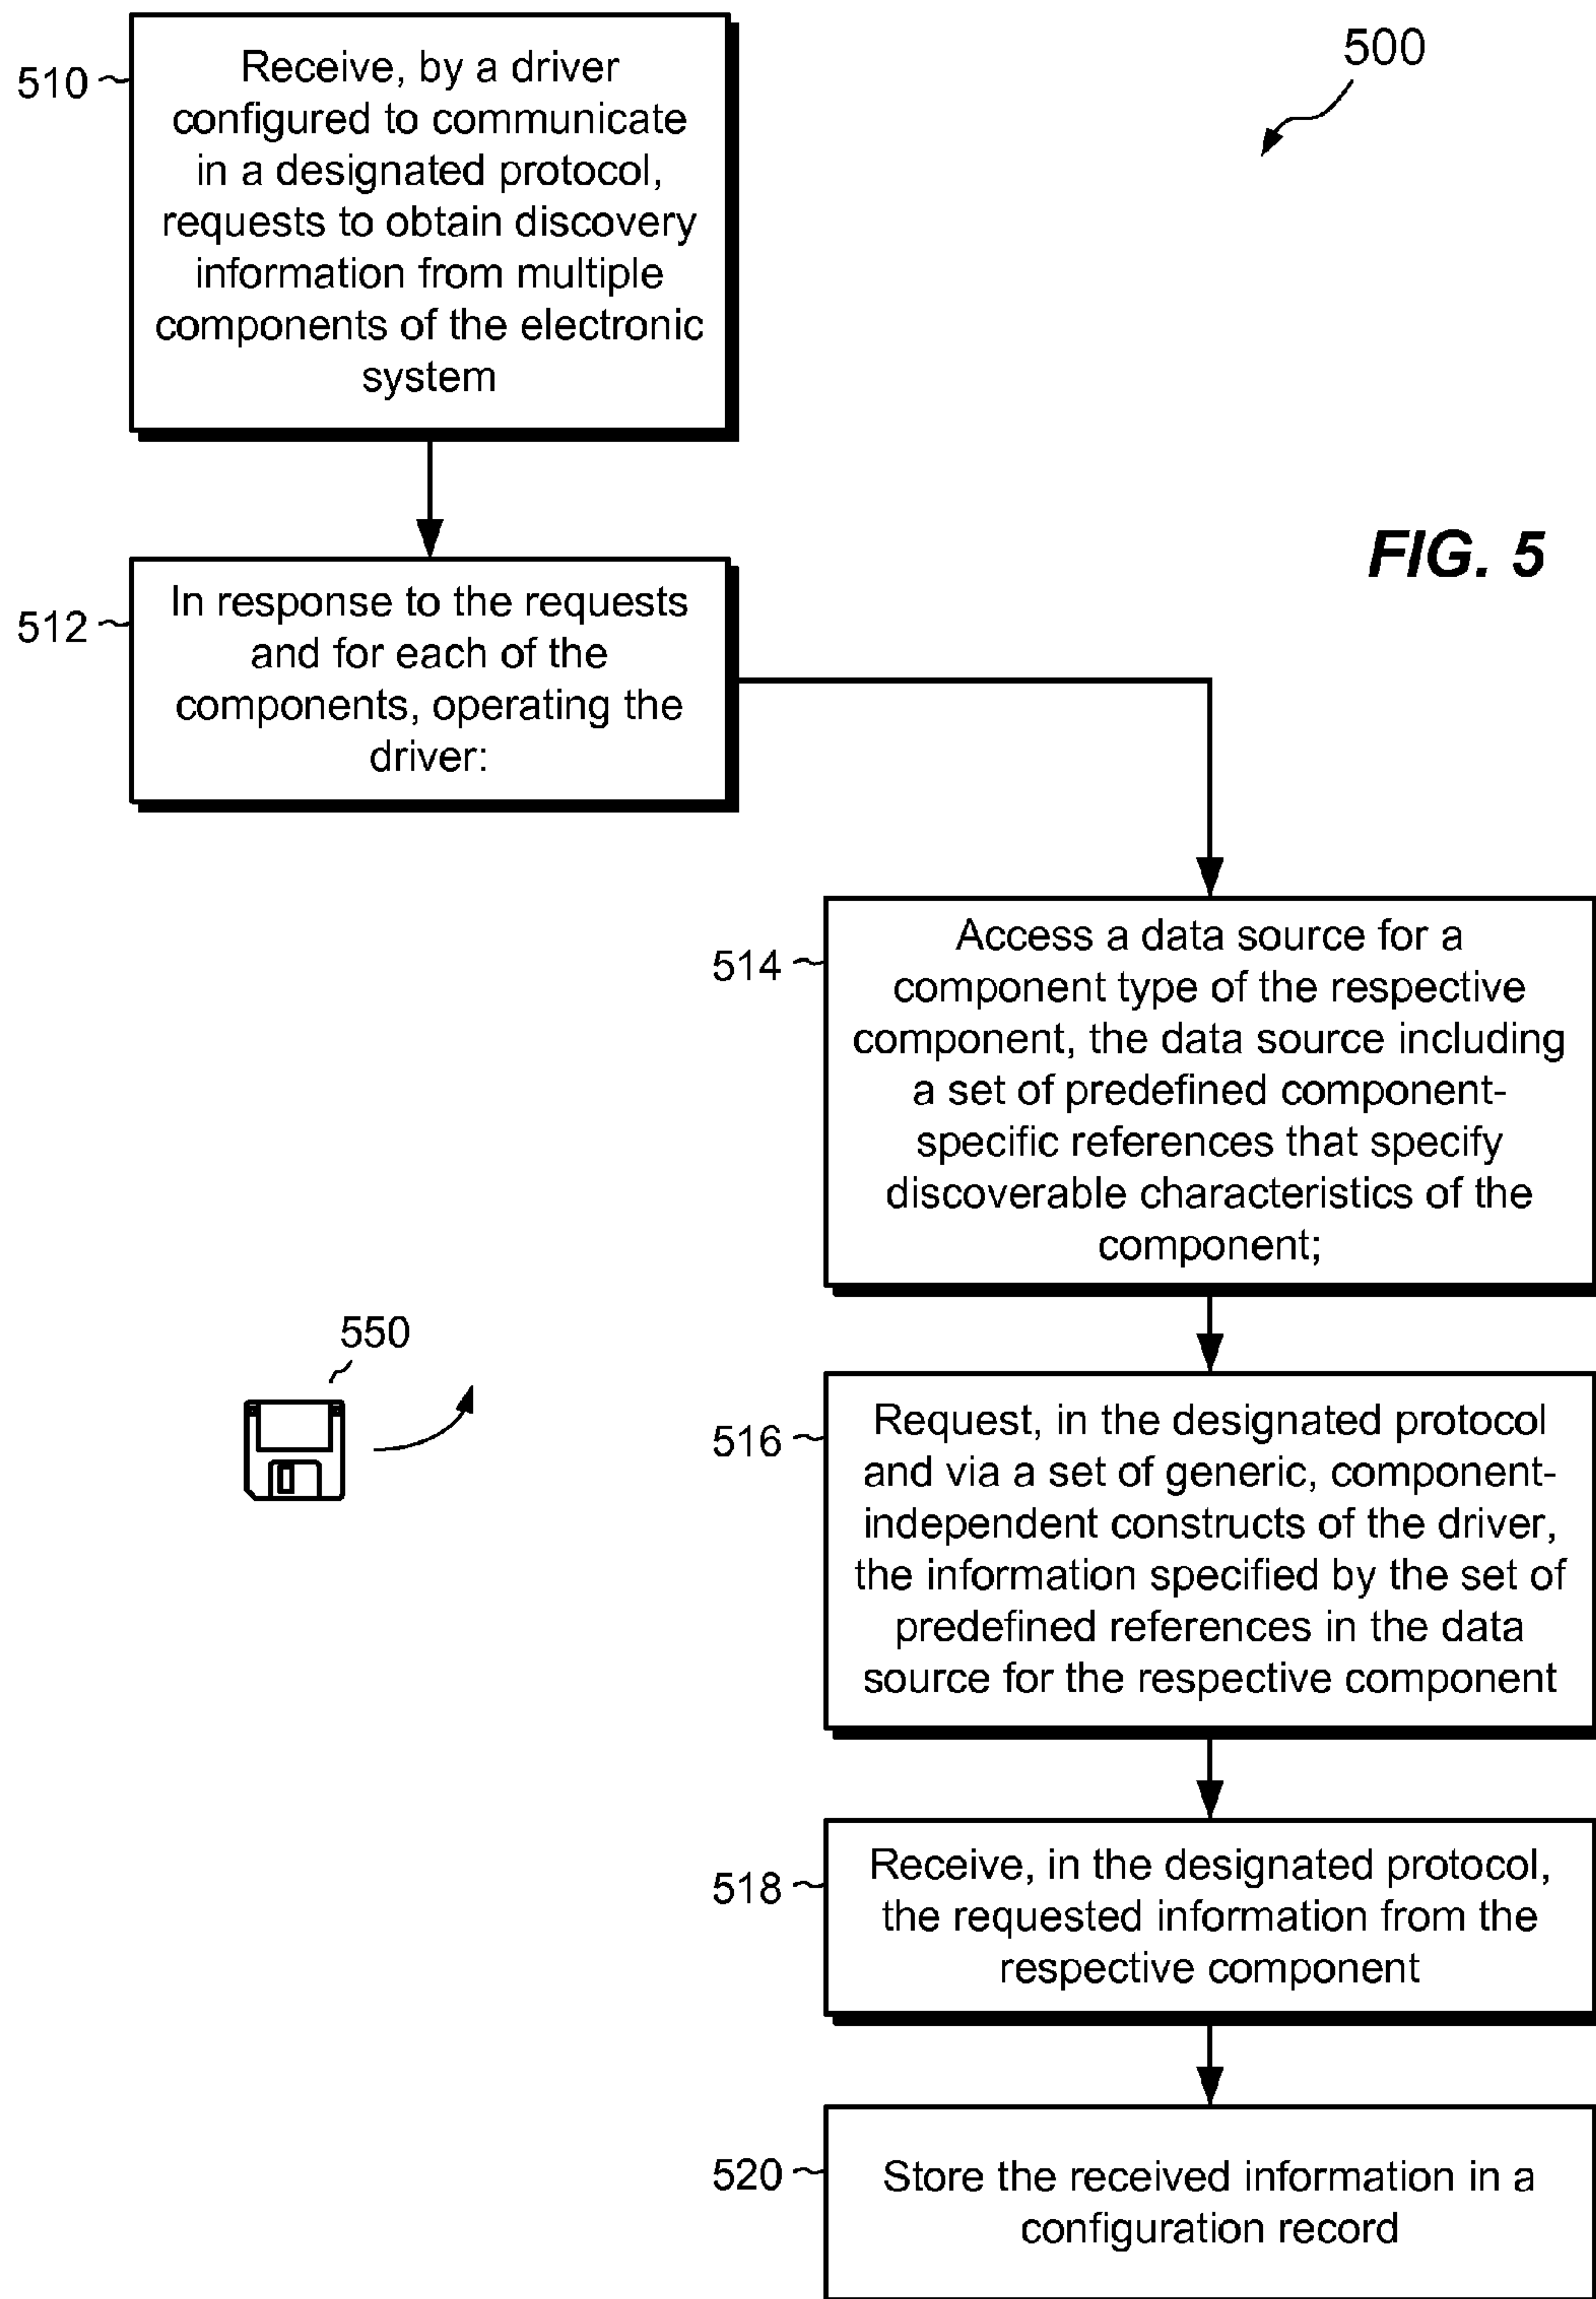 500
510
Receive, by a driver
configured to communicate
in a designated protocol,
requests to obtain discovery
information from multiple
components of the electronic
system
FIG. 5
512
In response to the requests
and for each of the
components, operating the
driver:
514
Access a data source for a
component type of the respective
component, the data source including
a set of predefined component-
specific references that specify
discoverable characteristics of the
component;
550
516
Request, in the designated protocol
and via a set of generic, component-
independent constructs of the driver,
the information specified by the set of
predefined references in the data
source for the respective component
518
Receive, in the designated protocol,
the requested information from the
respective component
520
Store the received information in a
configuration record